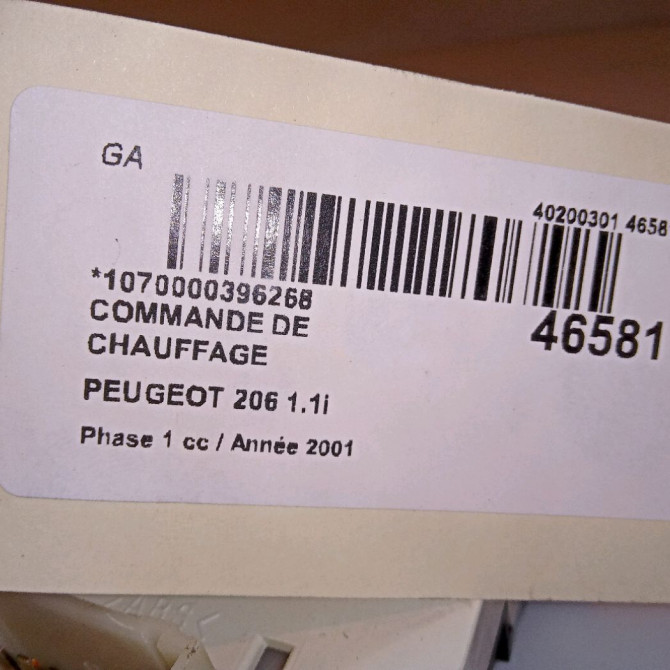 GA
40200301 4658
*1070000396268
COMMANDE DE
CHAUFFAGE
46581
PEUGEOT 206 1.1i
Phase 1 cc / Année 2001